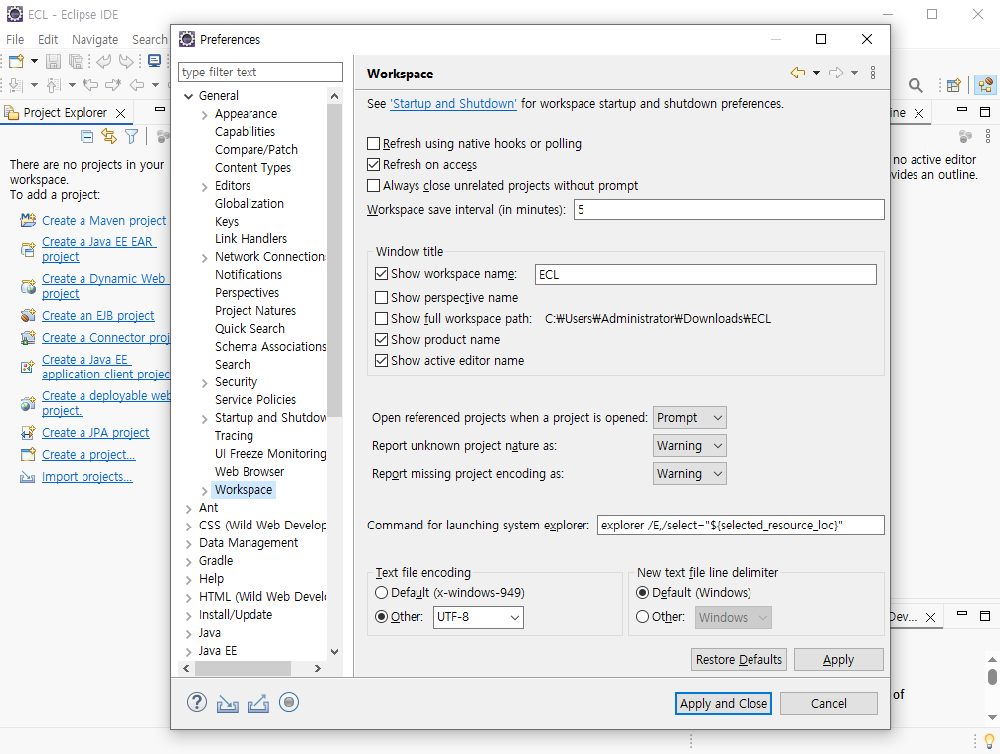 ECL - Eclipse IDE
File Edit Navigate Search
Project Explorer
There are no projects in your
workspace.
To add a project:
Create a Maven project
Create a Java EE EAR
project
Create a Dynamic Web
project
Create an EJB project
Create a Connector proj
Create a Java EE
application client projec
Create a deployable web
project.
Create a JPA project
Create a project...
Import projects...
Preferences
type filter text
General
Appearance
Capabilities
Compare/Patch
Content Types
Editors
Globalization
Keys
Link Handlers
Network Connection
Notifications
Perspectives
Project Natures
Quick Search
Schema Associations
Search
Security
Service Policies
Startup and Shutdow
Tracing
UI Freeze Monitoring
Web Browser
Workspace
Ant
CSS (Wild Web Develop
Data Management
Gradle
Help
HTML (Wild Web Devel
Install/Update
Java
Java EE
Workspace
See 'Startup and Shutdown' for workspace startup and shutdown preferences.
Refresh using native hooks or polling
Refresh on access
Always close unrelated projects without prompt
Workspace save interval (in minutes): 5
Window title
Show workspace name: ECL
Show perspective name
Show full workspace path: C:₩Users₩Administrator₩Downloads₩ECL
Show product name
Show active editor name
Open referenced projects when a project is opened: Prompt
Report unknown project nature as: Warning
Report missing project encoding as: Warning
Command for launching system explorer: explorer /E,/select="${selected_resource_loc}"
Text file encoding
Default (x-windows-949)
Other: UTF-8
New text file line delimiter
Default (Windows)
Other: Windows
Restore Defaults Apply
Apply and Close Cancel
ine
no active editor
vides an outline.
Dev...
of